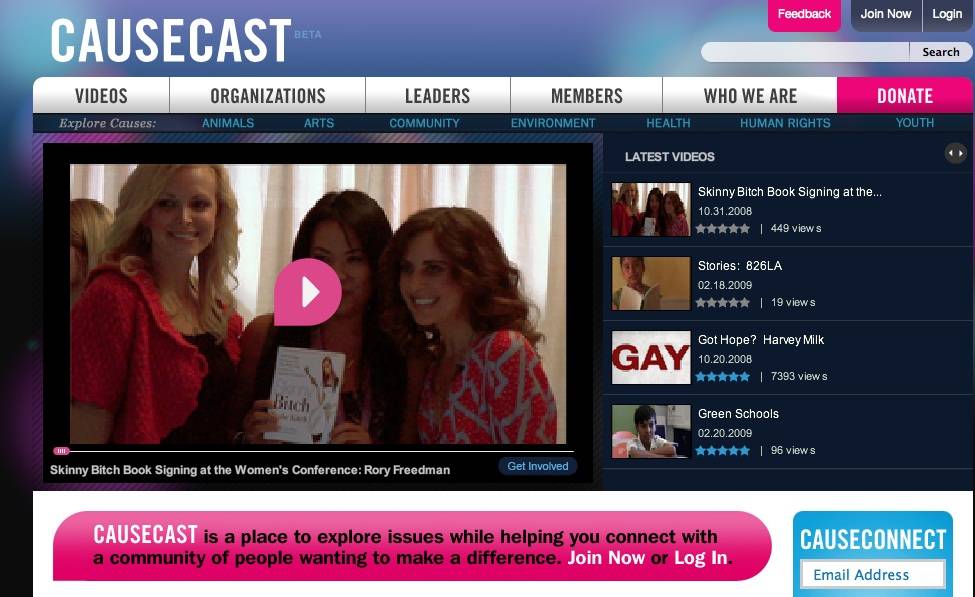 Feedback
Join Now
Login
CAUSECAST BETA
Search
VIDEOS
ORGANIZATIONS
LEADERS
MEMBERS
WHO WE ARE
DONATE
Explore Causes:
ANIMALS
ARTS
COMMUNITY
ENVIRONMENT
HEALTH
HUMAN RIGHTS
YOUTH
Bitch
Skinny Bitch Book Signing at the Women's Conference: Rory Freedman
Get Involved
LATEST VIDEOS
Skinny Bitch Book Signing at the...
10.31.2008
| 449 views
Stories: 826LA
02.18.2009
| 19 views
GAY
Got Hope? Harvey Milk
10.20.2008
| 7393 views
Green Schools
02.20.2009
| 96 views
CAUSECAST is a place to explore issues while helping you connect with
a community of people wanting to make a difference. Join Now or Log In.
CAUSECONNECT
Email Address